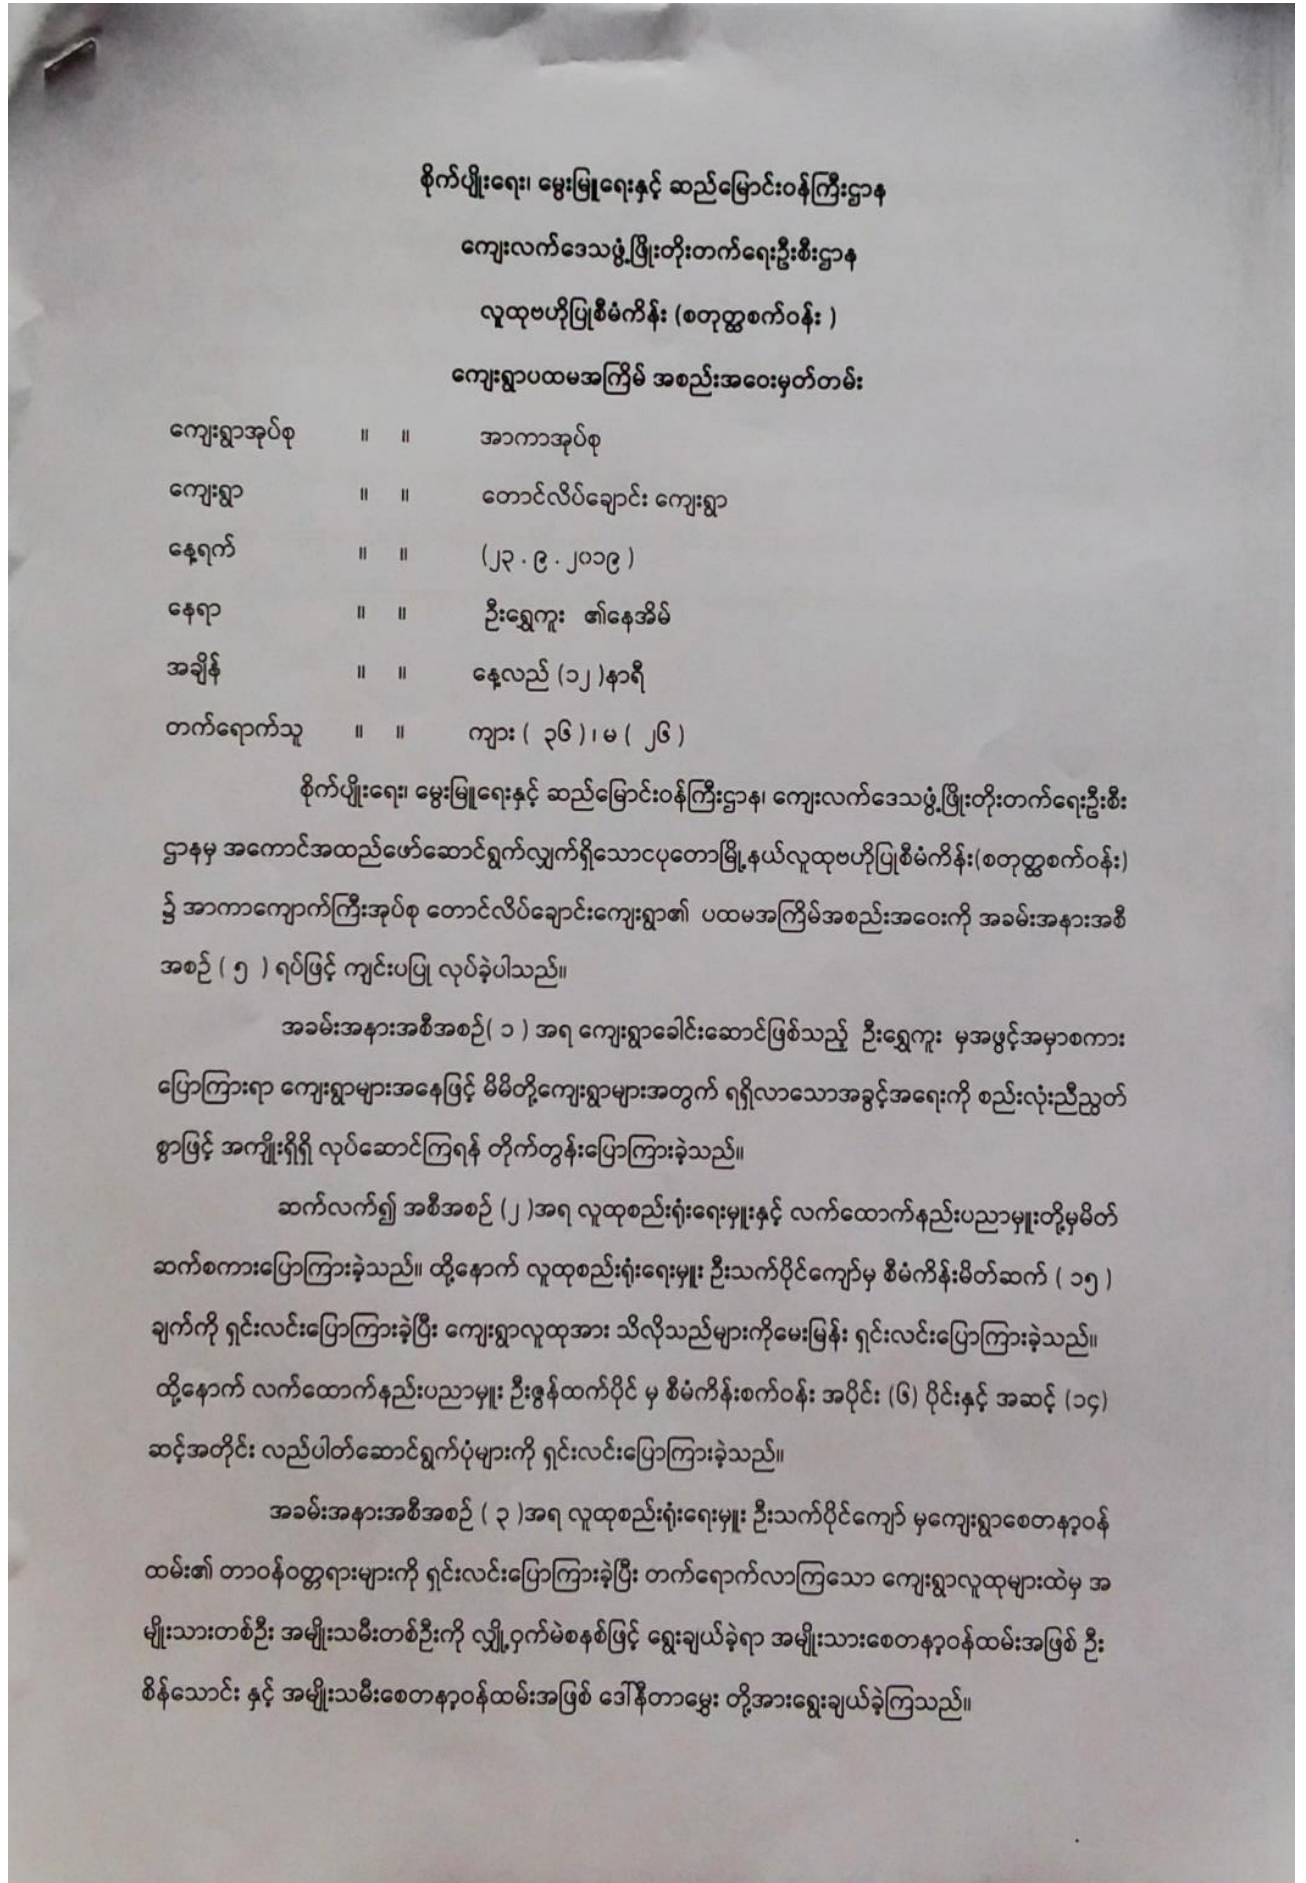 စိုက်ပျိုးရေး၊ မွေးမြူရေးနှင့် ဆည်မြောင်းဝန်ကြီးဌာန
ကျေးလက်ဒေသဖွံ့ဖြိုးတိုးတက်ရေးဦးစီးဌာန
လူထုဗဟိုပြုစီမံကိန်း (စတုတ္ထစက်ဝန်း )
ကျေးရွာပထမအကြိမ် အစည်းအဝေးမှတ်တမ်း
ကျေးရွာအုပ်စု ။ ။ အာကာအုပ်စု
ကျေးရွာ ။ ။ တောင်လိပ်ချောင်း ကျေးရွာ
နေ့ရက် ။ ။ (၂၃ . ၉ . ၂၀၁၉ )
နေရာ ။ ။ ဦးရွှေကူး ၏နေအိမ်
အချိန် ။ ။ နေ့လည် (၁၂ )နာရီ
တက်ရောက်သူ ။ ။ ကျား ( ၃၆ ) ၊ မ ( ၂၆ )
စိုက်ပျိုးရေး၊ မွေးမြူရေးနှင့် ဆည်မြောင်းဝန်ကြီးဌာန၊ ကျေးလက်ဒေသဖွံ့ဖြိုးတိုးတက်ရေးဦးစီး
ဌာနမှ အကောင်အထည်ဖော်ဆောင်ရွက်လျှက်ရှိသောငပုတောမြို့နယ်လူထုဗဟိုပြုစီမံကိန်း(စတုတ္ထစက်ဝန်း)
၌ အာကာကျောက်ကြီးအုပ်စု တောင်လိပ်ချောင်းကျေးရွာ၏ ပထမအကြိမ်အစည်းအဝေးကို အခမ်းအနားအစီ
အစဉ် ( ၅ ) ရပ်ဖြင့် ကျင်းပပြု လုပ်ခဲ့ပါသည်။
အခမ်းအနားအစီအစဉ်( ၁ ) အရ ကျေးရွာခေါင်းဆောင်ဖြစ်သည့် ဦးရွှေကူး မှအဖွင့်အမှာစကား
ပြောကြားရာ ကျေးရွာများအနေဖြင့် မိမိတို့ကျေးရွာများအတွက် ရရှိလာသောအခွင့်အရေးကို စည်းလုံးညီညွတ်
စွာဖြင့် အကျိုးရှိရှိ လုပ်ဆောင်ကြရန် တိုက်တွန်းပြောကြားခဲ့သည်။
ဆက်လက်၍ အစီအစဉ် (၂ )အရ လူထုစည်းရုံးရေးမှူးနှင့် လက်ထောက်နည်းပညာမှူးတို့မှမိတ်
ဆက်စကားပြောကြားခဲ့သည်။ ထို့နောက် လူထုစည်းရုံးရေးမှူး ဦးသက်ပိုင်ကျော်မှ စီမံကိန်းမိတ်ဆက် ( ၁၅ )
ချက်ကို ရှင်းလင်းပြောကြားခဲ့ပြီး ကျေးရွာလူထုအား သိလိုသည်များကိုမေးမြန်း ရှင်းလင်းပြောကြားခဲ့သည်။
ထို့နောက် လက်ထောက်နည်းပညာမှူး ဦးဇွန်ထက်ပိုင် မှ စီမံကိန်းစက်ဝန်း အပိုင်း (၆) ပိုင်းနှင့် အဆင့် (၁၄)
ဆင့်အတိုင်း လည်ပါတ်ဆောင်ရွက်ပုံများကို ရှင်းလင်းပြောကြားခဲ့သည်။
အခမ်းအနားအစီအစဉ် ( ၃ )အရ လူထုစည်းရုံးရေးမှူး ဦးသက်ပိုင်ကျော် မှကျေးရွာစေတနာ့ဝန်
ထမ်း၏ တာဝန်ဝတ္တရားများကို ရှင်းလင်းပြောကြားခဲ့ပြီး တက်ရောက်လာကြသော ကျေးရွာလူထုများထဲမှ အ
မျိုးသားတစ်ဦး အမျိုးသမီးတစ်ဦးကို လျှို့ဝှက်မဲစနစ်ဖြင့် ရွေးချယ်ခဲ့ရာ အမျိုးသားစေတနာ့ဝန်ထမ်းအဖြစ် ဦး
စိန်သောင်း နှင့် အမျိုးသမီးစေတနာ့ဝန်ထမ်းအဖြစ် ဒေါ်နီတာမွှေး တို့အားရွေးချယ်ခဲ့ကြသည်။